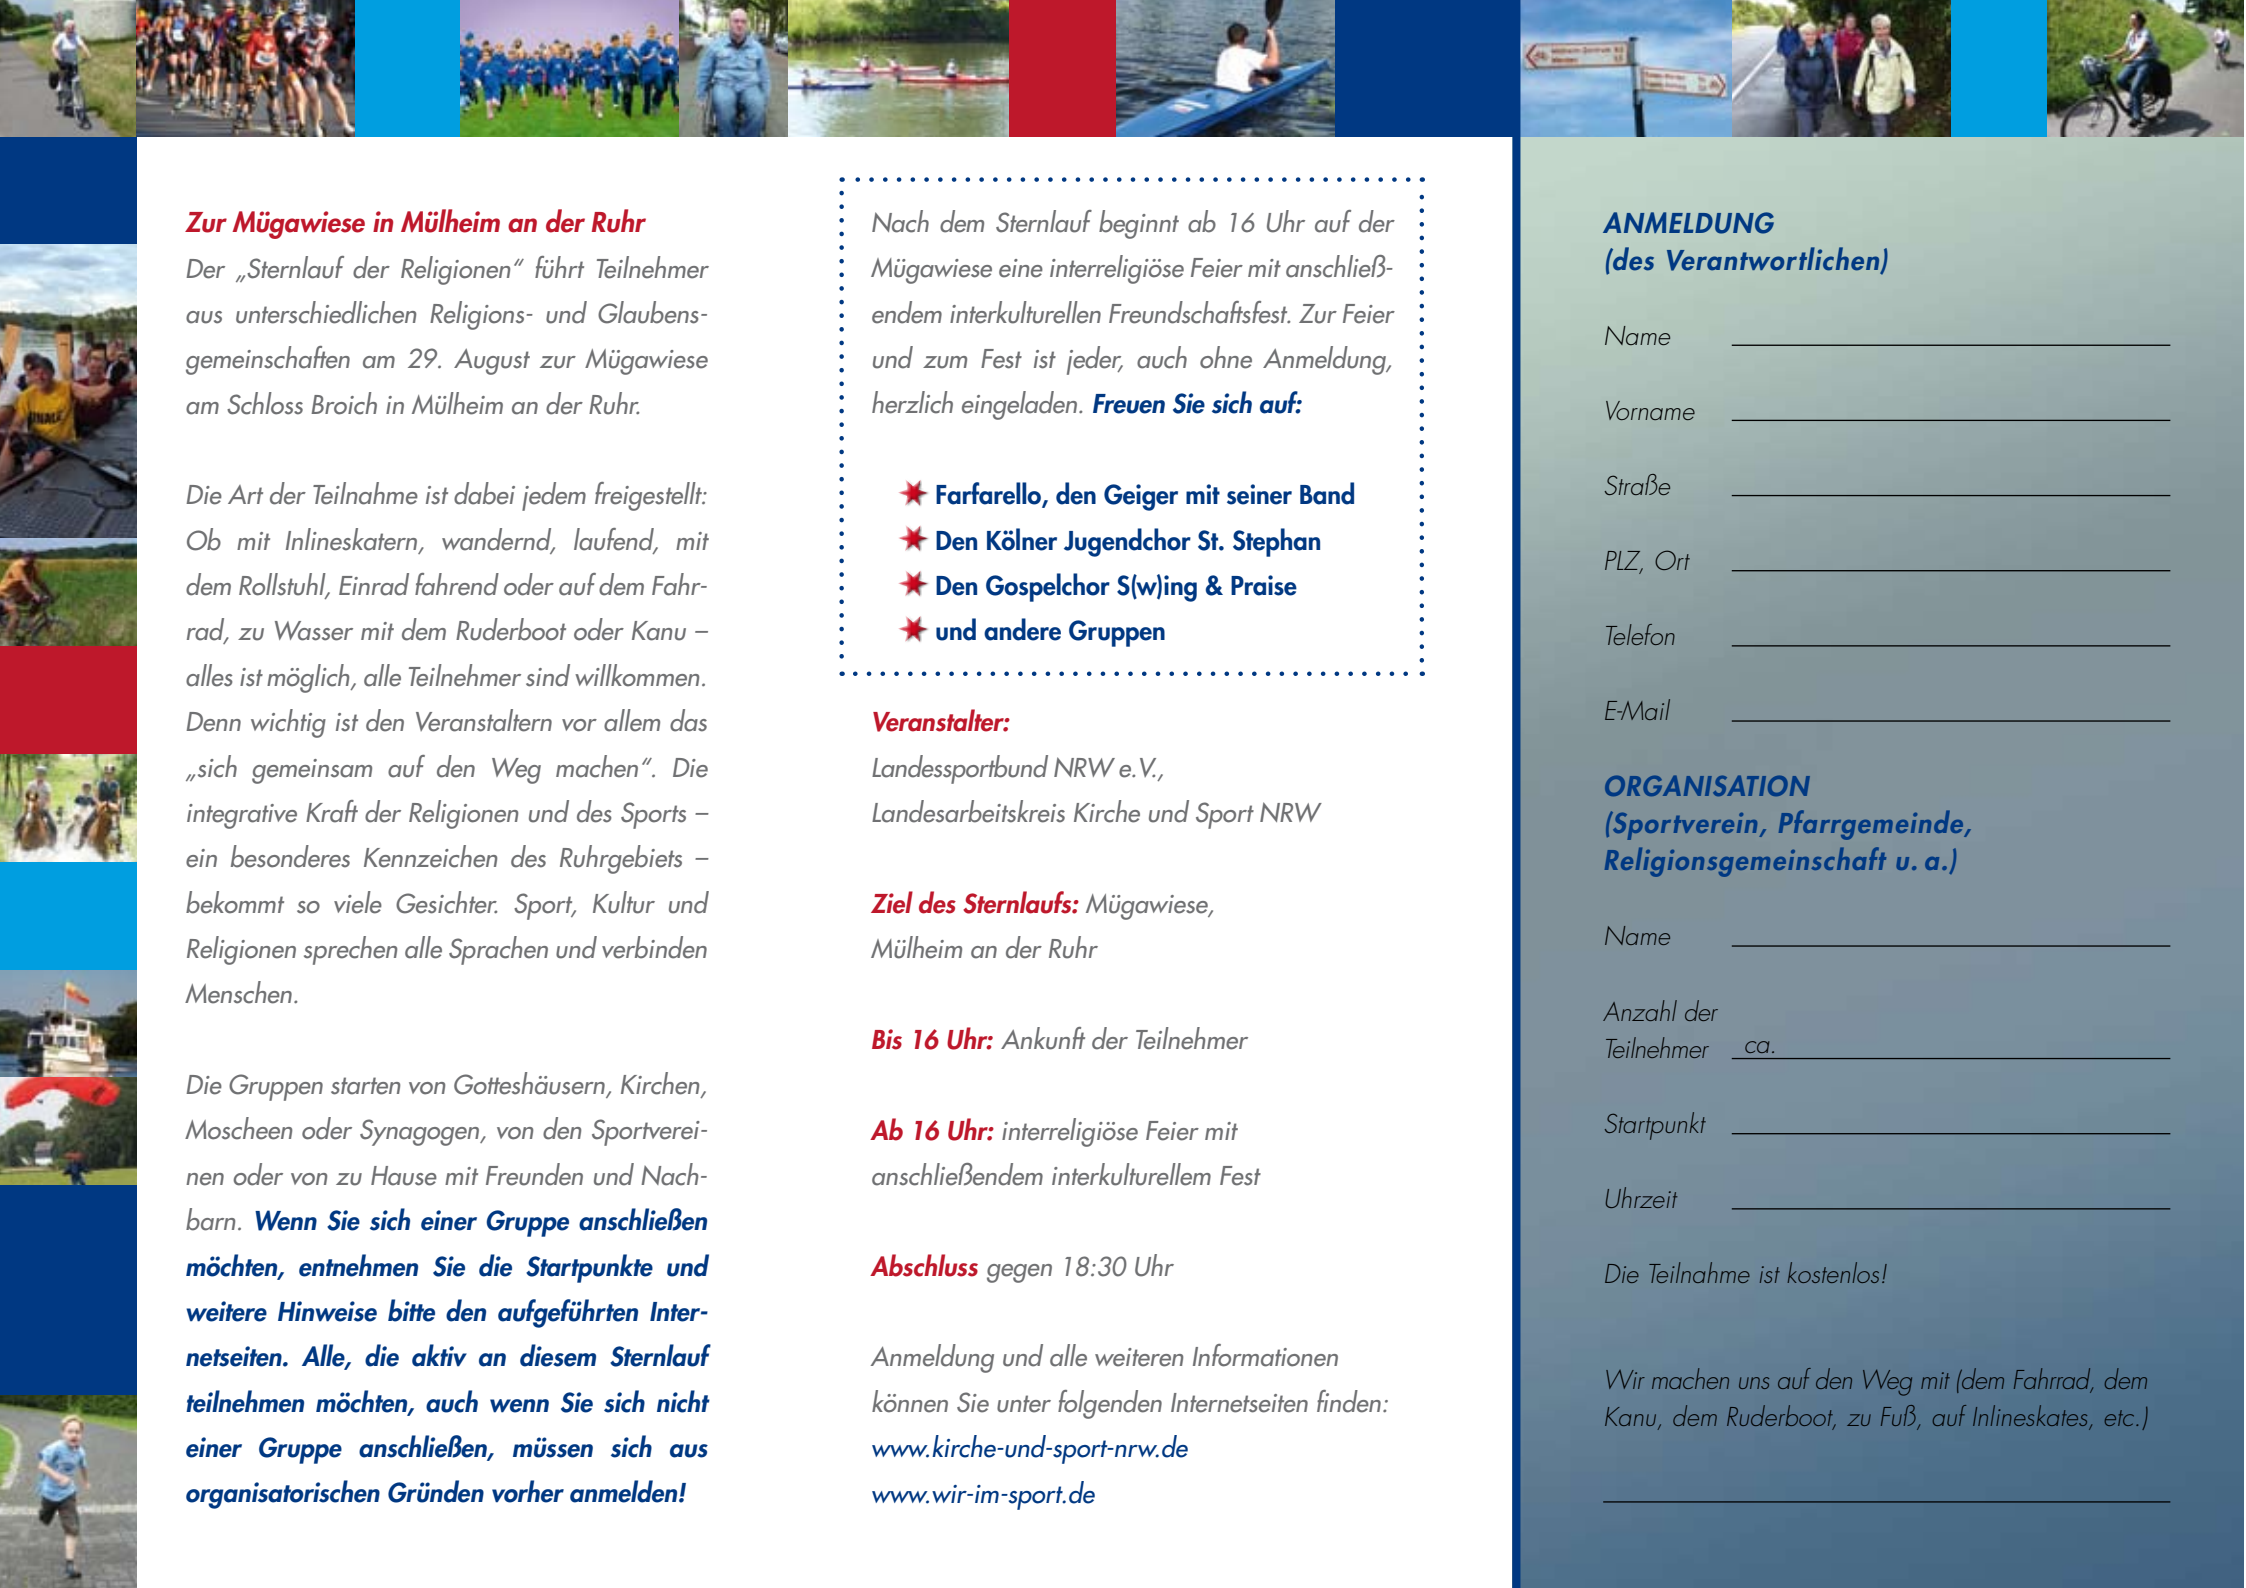 Zur Mügawiese in Mülheim an der Ruhr
Der „Sternlauf der Religionen“ führt Teilnehmer
aus unterschiedlichen Religions- und Glaubens-
gemeinschaften am 29. August zur Mügawiese
am Schloss Broich in Mülheim an der Ruhr.
Die Art der Teilnahme ist dabei jedem freigestellt:
Ob mit Inlineskatern, wandernd, laufend, mit
dem Rollstuhl, Einrad fahrend oder auf dem Fahr-
rad, zu Wasser mit dem Ruderboot oder Kanu –
alles ist möglich, alle Teilnehmer sind willkommen.
Denn wichtig ist den Veranstaltern vor allem das
„sich gemeinsam auf den Weg machen“. Die
integrative Kraft der Religionen und des Sports –
ein besonderes Kennzeichen des Ruhrgebiets –
bekommt so viele Gesichter. Sport, Kultur und
Religionen sprechen alle Sprachen und verbinden
Menschen.
Die Gruppen starten von Gotteshäusern, Kirchen,
Moscheen oder Synagogen, von den Sportverei-
nen oder von zu Hause mit Freunden und Nach-
barn. Wenn Sie sich einer Gruppe anschließen
möchten, entnehmen Sie die Startpunkte und
weitere Hinweise bitte den aufgeführten Inter-
netseiten. Alle, die aktiv an diesem Sternlauf
teilnehmen möchten, auch wenn Sie sich nicht
einer Gruppe anschließen, müssen sich aus
organisatorischen Gründen vorher anmelden!
Nach dem Sternlauf beginnt ab 16 Uhr auf der
Mügawiese eine interreligiöse Feier mit anschließ-
endem interkulturellen Freundschaftsfest. Zur Feier
und zum Fest ist jeder, auch ohne Anmeldung,
herzlich eingeladen. Freuen Sie sich auf:
Farfarello, den Geiger mit seiner Band
Den Kölner Jugendchor St. Stephan
Den Gospelchor S(w)ing & Praise
und andere Gruppen
Veranstalter:
Landessportbund NRW e.V.,
Landesarbeitskreis Kirche und Sport NRW
Ziel des Sternlaufs: Mügawiese,
Mülheim an der Ruhr
Bis 16 Uhr: Ankunft der Teilnehmer
Ab 16 Uhr: interreligiöse Feier mit
anschließendem interkulturellem Fest
Abschluss gegen 18:30 Uhr
Anmeldung und alle weiteren Informationen
können Sie unter folgenden Internetseiten finden:
www.kirche-und-sport-nrw.de
www.wir-im-sport.de
ANMELDUNG
(des Verantwortlichen)
Name
Vorname
Straße
PLZ, Ort
Telefon
E-Mail
ORGANISATION
(Sportverein, Pfarrgemeinde,
Religionsgemeinschaft u. a.)
Name
Anzahl der
Teilnehmer ca.
Startpunkt
Uhrzeit
Die Teilnahme ist kostenlos!
Wir machen uns auf den Weg mit (dem Fahrrad, dem
Kanu, dem Ruderboot, zu Fuß, auf Inlineskates, etc.)